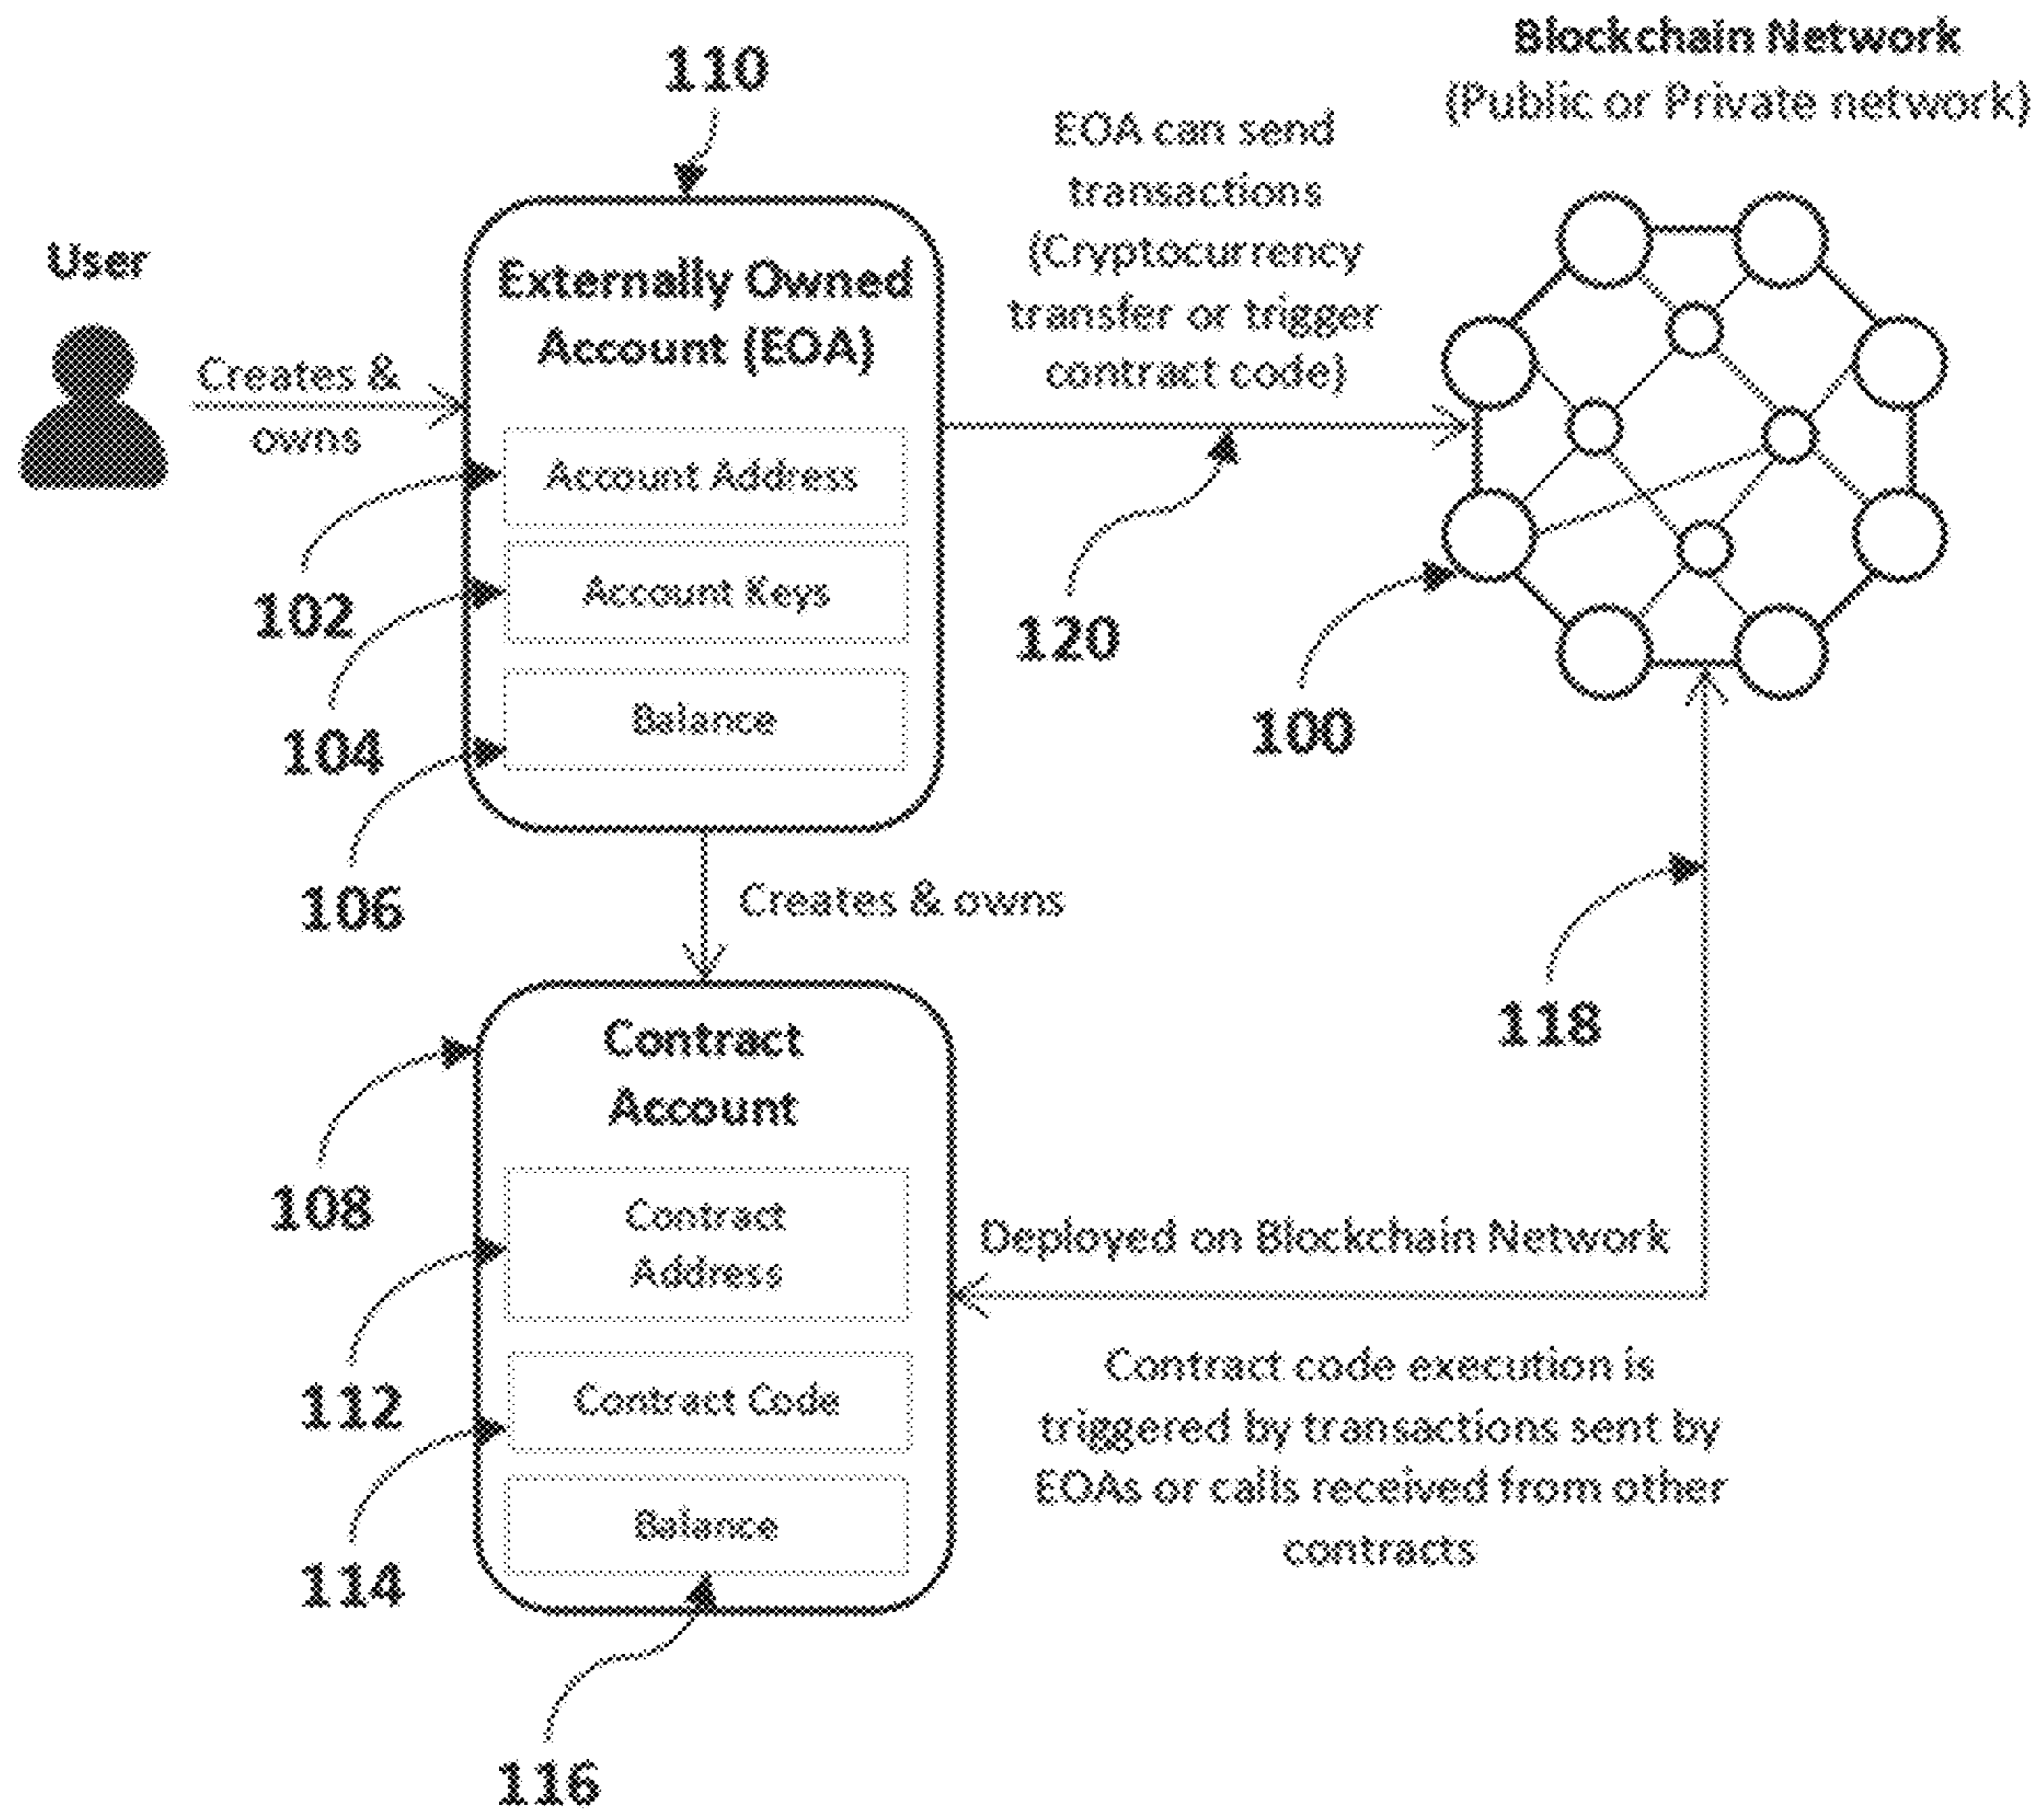 Blockchain Network
(Public or Private network)
110
EOA can send
transactions
(Cryptocurrency
transfer or trigger
contract code)
User
Creates &
owns
Externally Owned
Account (EOA)
Account Address
Account Keys
Balance
102
104
106
120
100
Creates & owns
118
Contract
Account
Contract
Address
Contract Code
Balance
108
112
114
116
Deployed on Blockchain Network
Contract code execution is
triggered by transactions sent by
EOAs or calls received from other
contracts